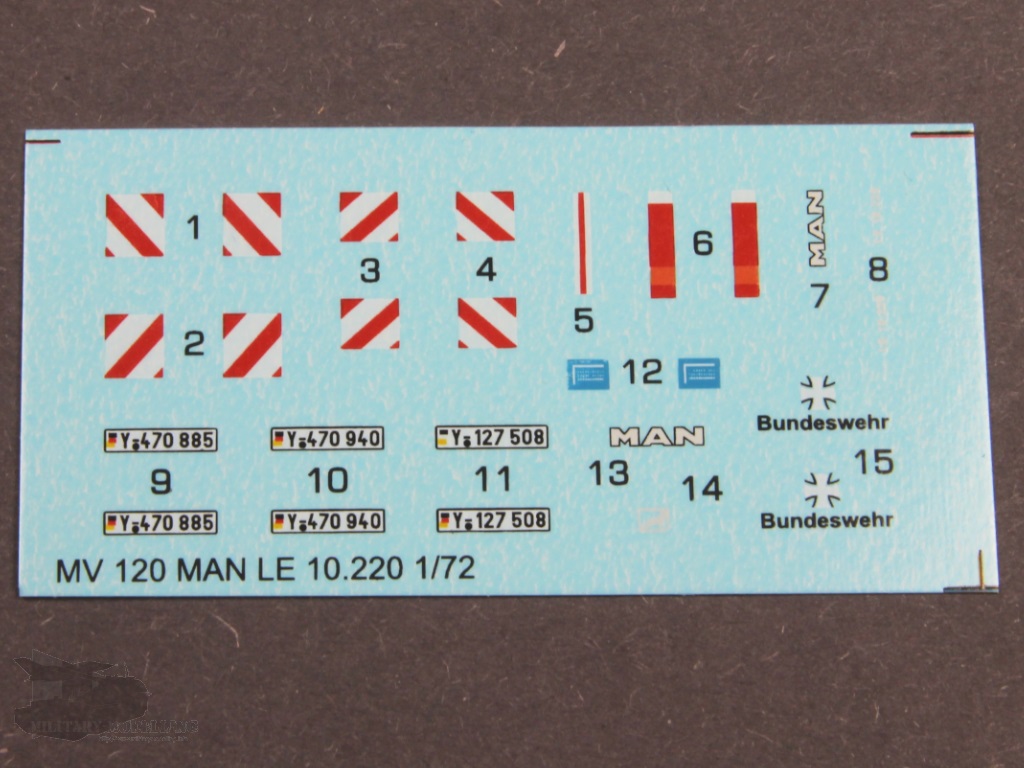 1
3
4
5
6
MAN
7
8
2
12
Bundeswehr
Y 470 885
Y 470 940
Y 127 508
MAN
9
10
11
13
14
15
Y 470 885
Y 470 940
Y 127 508
Bundeswehr
MV 120 MAN LE 10.220 1/72
MILITARY-MODELLING